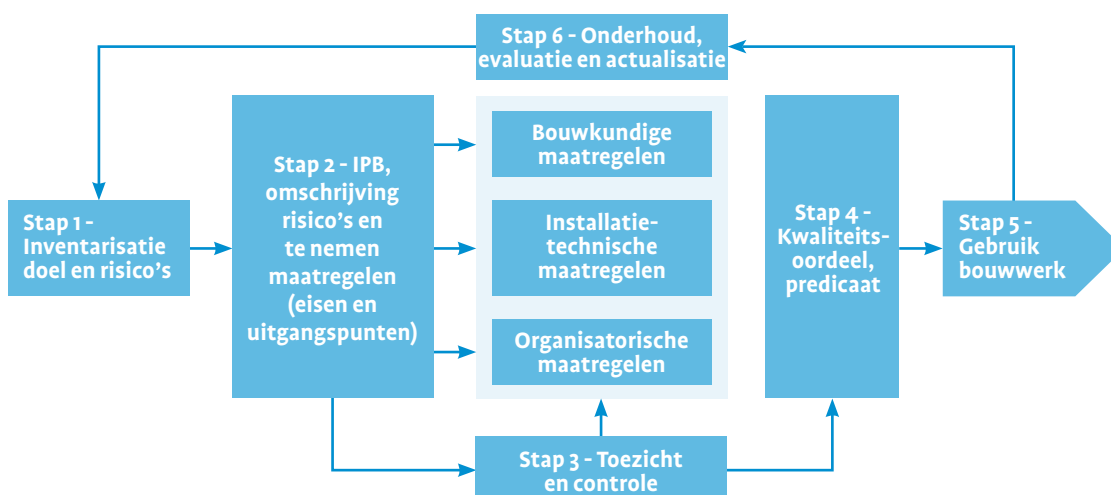 Stap 6 - Onderhoud,
evaluatie en actualisatie
Stap 1 -
Inventarisatie
doel en risico's
Stap 2 - IPB,
omschrijving
risico's en
te nemen
maatregelen
(eisen en
uitgangspunten)
Bouwkundige
maatregelen
Installatie-
technische
maatregelen
Organisatorische
maatregelen
Stap 3 - Toezicht
en controle
Stap 4 -
Kwaliteits-
oordeel,
predicaat
Stap 5 -
Gebruik
bouwwerk